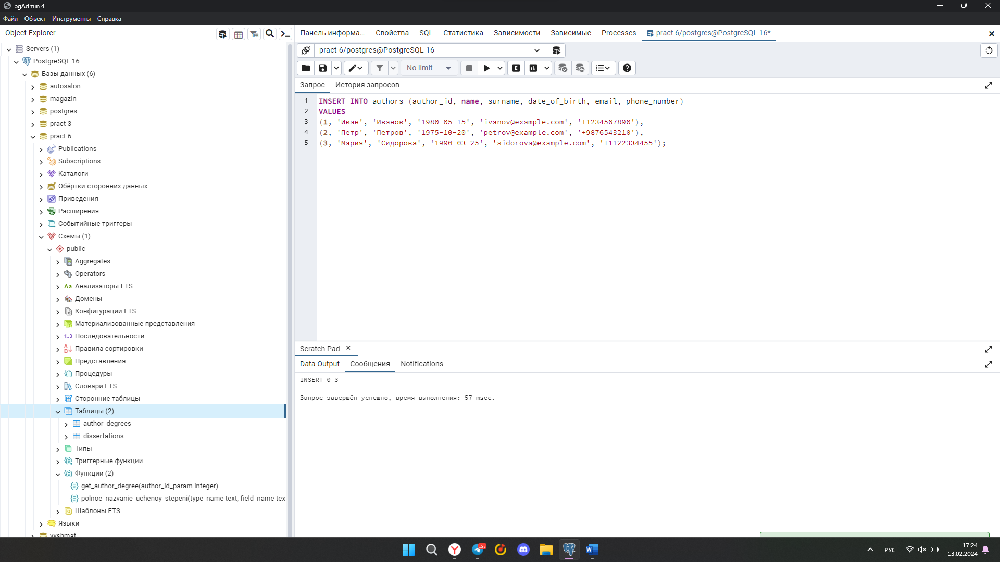 pgAdmin 4
Файл Объект Инструменты Справка
Object Explorer
Servers (1)
PostgreSQL 16
Базы данных (6)
autosalon
magazin
postgres
pract 3
pract 6
Publications
Subscriptions
Каталоги
Обёртки сторонних данных
Приведения
Расширения
Событийные триггеры
Схемы (1)
public
Aggregates
Operators
Aa Анализаторы FTS
Домены
Конфигурации FTS
Материализованные представления
1..3 Последовательности
Правила сортировки
Представления
Процедуры
Словари FTS
Сторонние таблицы
Таблицы (2)
author_degrees
dissertations
Типы
Триггерные функции
Функции (2)
get_author_degree(author_id_param integer)
polnoe_nazvanie_uchenoy_stepeni(type_name text, field_name tex
Шаблоны FTS
Языки
vyshmat
Панель информа... Свойства SQL Статистика Зависимости Зависимые Processes pract 6/postgres@PostgreSQL 16*
pract 6/postgres@PostgreSQL 16
No limit
E
Запрос История запросов
1 INSERT INTO authors (author_id, name, surname, date_of_birth, email, phone_number)
2 VALUES
3 (1, 'Иван', 'Иванов', '1980-05-15', 'ivanov@example.com', '+1234567890'),
4 (2, 'Петр', 'Петров', '1975-10-20', 'petrov@example.com', '+9876543210'),
5 (3, 'Мария', 'Сидорова', '1990-03-25', 'sidorova@example.com', '+1122334455');
Scratch Pad
Data Output Сообщения Notifications
INSERT 0 3
Запрос завершён успешно, время выполнения: 57 msec.
55
РУС
17:24
13.02.2024